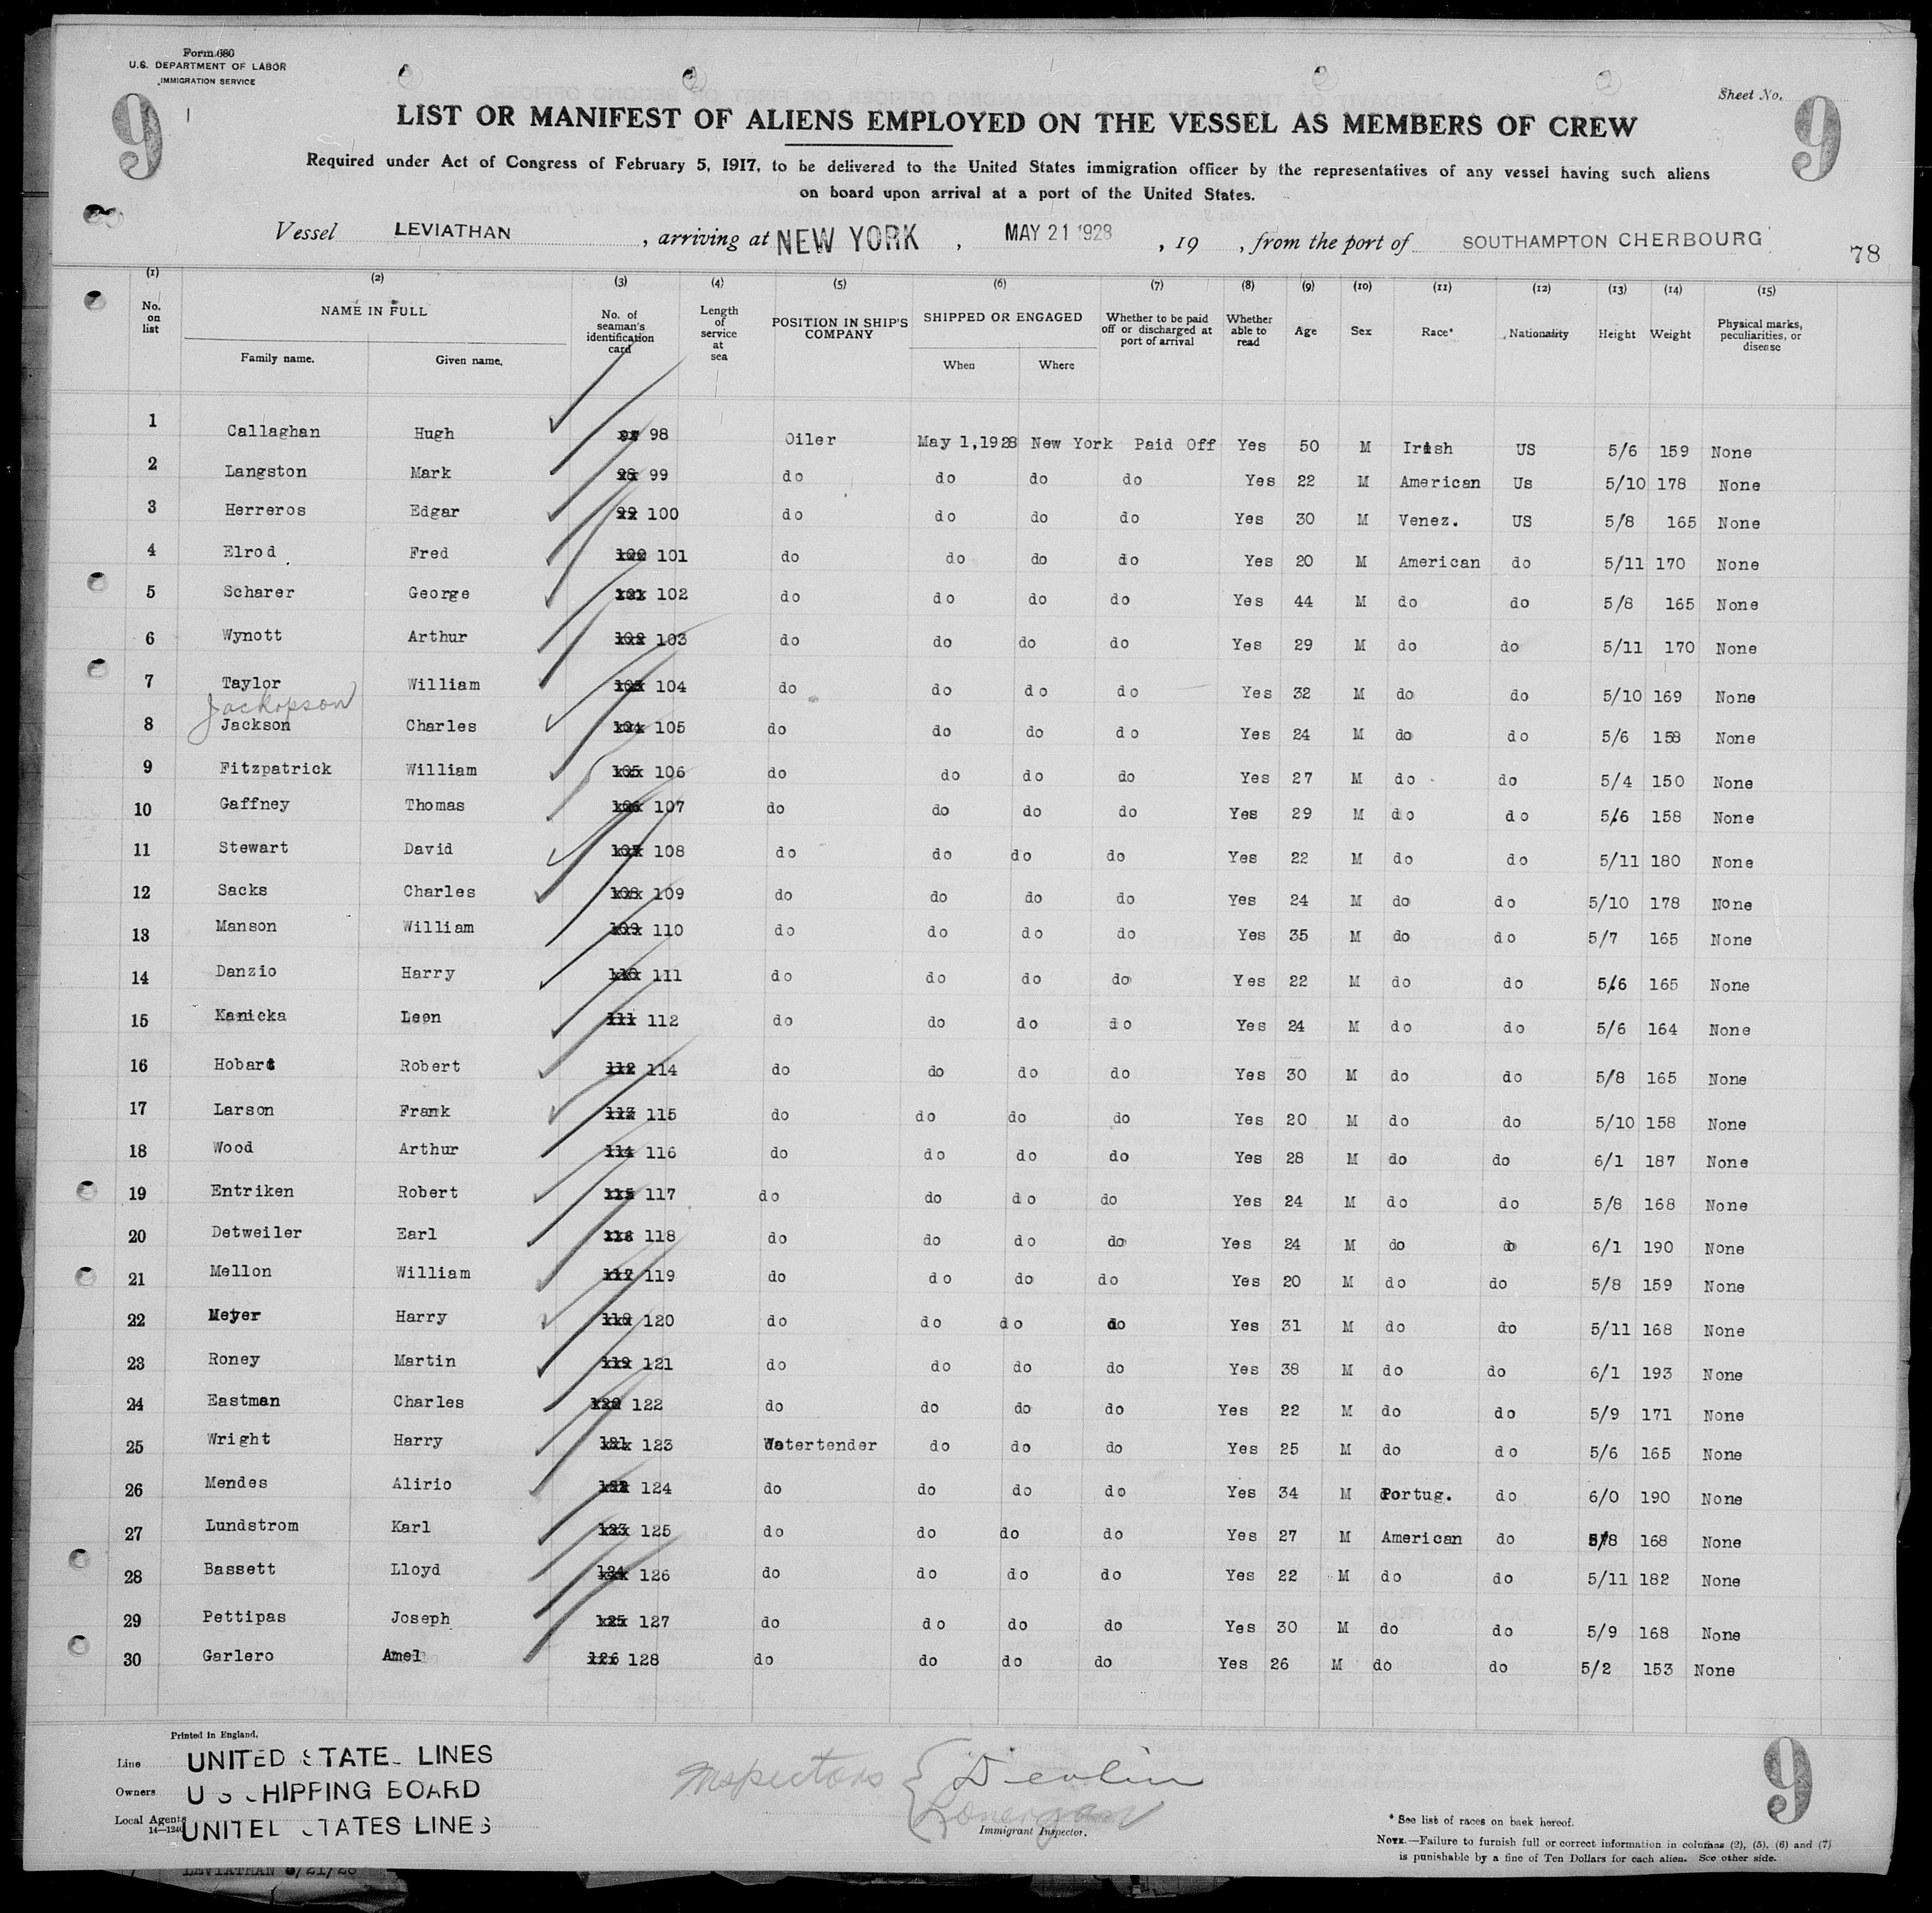 Form 680
U.S. DEPARTMENT OF LABOR
IMMIGRATION SERVICE
Sheet No.
9 9
LIST OR MANIFEST OF ALIENS EMPLOYED ON THE VESSEL AS MEMBERS OF CREW
Required under Act of Congress of February 5, 1917, to be delivered to the United States immigration officer by the representatives of any vessel having such aliens
on board upon arrival at a port of the United States.
Vessel LEVIATHAN, arriving at NEW YORK, MAY 21 1928, 19 , from the port of SOUTHAMPTON CHERBOURG
78
(1) (2) (3) (4) (5) (6) (7) (8) (9) (10) (11) (12) (13) (14) (15)
No. on list NAME IN FULL No. of seaman's identification card Length of service at sea POSITION IN SHIP'S COMPANY SHIPPED OR ENGAGED Whether to be paid off or discharged at port of arrival Whether able to read Age Sex Race* Nationality Height Weight Physical marks, peculiarities, or disease
Family name. Given name. When Where
1 Callaghan Hugh 98 Oiler May 1,1928 New York Paid Off Yes 50 M Irish US 5/6 159 None
2 Langston Mark 99 do do do do Yes 22 M American Us 5/10 178 None
3 Herreros Edgar 100 do do do do Yes 30 M Venez. US 5/8 165 None
4 Elrod Fred 101 do do do do Yes 20 M American do 5/11 170 None
5 Scharer George 102 do do do do Yes 44 M do do 5/8 165 None
6 Wynott Arthur 103 do do do do Yes 29 M do do 5/11 170 None
7 Taylor William 104 do do do do Yes 32 M do do 5/10 169 None
Jackopson
8 Jackson Charles 105 do do do do Yes 24 M do do 5/6 158 None
9 Fitzpatrick William 106 do do do do Yes 27 M do do 5/4 150 None
10 Gaffney Thomas 107 do do do do Yes 29 M do do 5/6 158 None
11 Stewart David 108 do do do do Yes 22 M do do 5/11 180 None
12 Sacks Charles 109 do do do do Yes 24 M do do 5/10 178 None
13 Manson William 110 do do do do Yes 35 M do do 5/7 165 None
14 Danzio Harry 111 do do do do Yes 22 M do do 5/6 165 None
15 Kanicka Leon 112 do do do do Yes 24 M do do 5/6 164 None
16 Hobart Robert 114 do do do do Yes 30 M do do 5/8 165 None
17 Larson Frank 115 do do do do Yes 20 M do do 5/10 158 None
18 Wood Arthur 116 do do do do Yes 28 M do do 6/1 187 None
19 Entriken Robert 117 do do do do Yes 24 M do do 5/8 168 None
20 Detweiler Earl 118 do do do do Yes 24 M do do 6/1 190 None
21 Mellon William 119 do do do do Yes 20 M do do 5/8 159 None
22 Meyer Harry 120 do do do do Yes 31 M do do 5/11 168 None
23 Roney Martin 121 do do do do Yes 38 M do do 6/1 193 None
24 Eastman Charles 122 do do do do Yes 22 M do do 5/9 171 None
25 Wright Harry 123 Watertender do do do Yes 25 M do do 5/6 165 None
26 Mendes Alirio 124 do do do do Yes 34 M Portug. do 6/0 190 None
27 Lundstrom Karl 125 do do do do Yes 27 M American do 5/8 168 None
28 Bassett Lloyd 126 do do do do Yes 22 M do do 5/11 182 None
29 Pettipas Joseph 127 do do do do Yes 30 M do do 5/9 168 None
30 Garlero Amel 128 do do do do Yes 26 M do do 5/2 153 None
Printed in England.
Line UNITED STATES LINES
Owners U S SHIPPING BOARD
Local Agents UNITED STATES LINES
14—1240
Inspectors { Devlin
Lonergan
Immigrant Inspector.
9
* See list of races on back hereof.
NOTE.—Failure to furnish full or correct information in columns (2), (5), (6) and (7)
is punishable by a fine of Ten Dollars for each alien. See other side.
LEVIATHAN 5/21/28